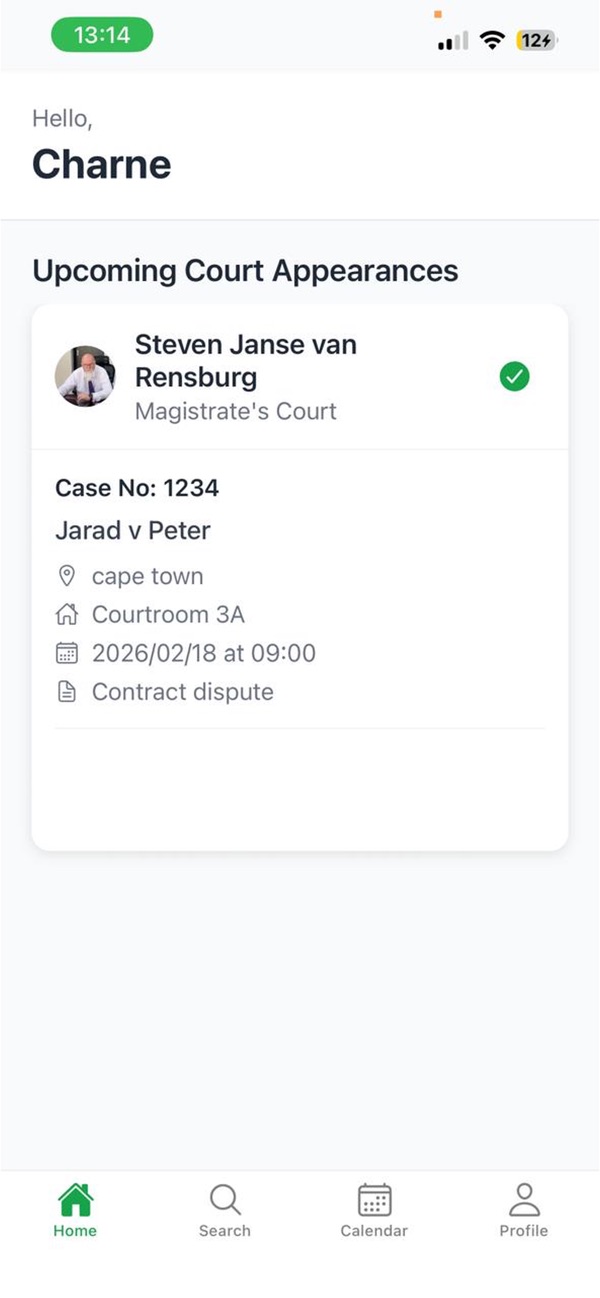 13:14
12
Hello,
Charne
Upcoming Court Appearances
Steven Janse van
Rensburg
Magistrate's Court
Case No: 1234
Jarad v Peter
cape town
Courtroom 3A
2026/02/18 at 09:00
Contract dispute
Home
Search
Calendar
Profile